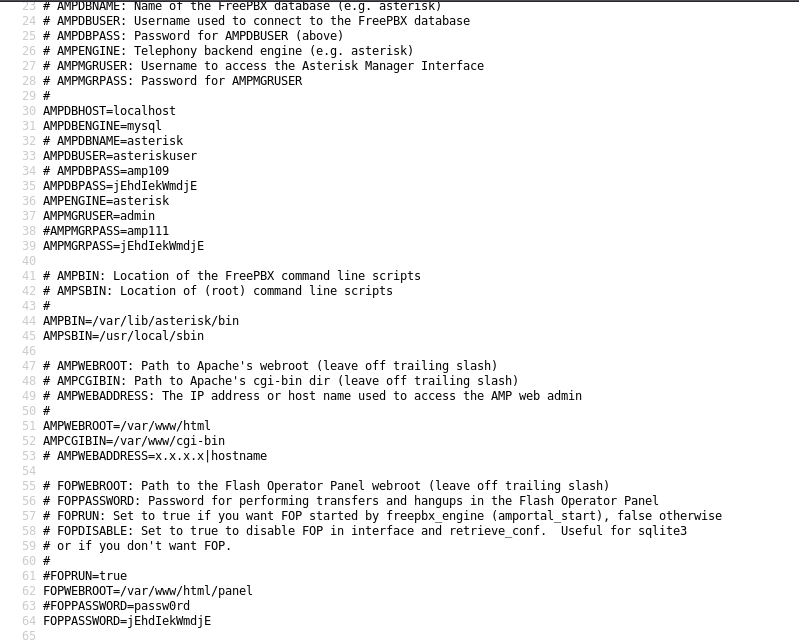 23 # AMPDBNAME: Name of the FreePBX database (e.g. asterisk)
24 # AMPDBUSER: Username used to connect to the FreePBX database
25 # AMPDBPASS: Password for AMPDBUSER (above)
26 # AMPENGINE: Telephony backend engine (e.g. asterisk)
27 # AMPMGRUSER: Username to access the Asterisk Manager Interface
28 # AMPMGRPASS: Password for AMPMGRUSER
29 #
30 AMPDBHOST=localhost
31 AMPDBENGINE=mysql
32 # AMPDBNAME=asterisk
33 AMPDBUSER=asteriskuser
34 # AMPDBPASS=amp109
35 AMPDBPASS=jEhdIekWmdjE
36 AMPENGINE=asterisk
37 AMPMGRUSER=admin
38 #AMPMGRPASS=amp111
39 AMPMGRPASS=jEhdIekWmdjE
40
41 # AMPBIN: Location of the FreePBX command line scripts
42 # AMPSBIN: Location of (root) command line scripts
43 #
44 AMPBIN=/var/lib/asterisk/bin
45 AMPSBIN=/usr/local/sbin
46
47 # AMPWEBROOT: Path to Apache's webroot (leave off trailing slash)
48 # AMPCGIBIN: Path to Apache's cgi-bin dir (leave off trailing slash)
49 # AMPWEBADDRESS: The IP address or host name used to access the AMP web admin
50 #
51 AMPWEBROOT=/var/www/html
52 AMPCGIBIN=/var/www/cgi-bin
53 # AMPWEBADDRESS=x.x.x.x|hostname
54
55 # FOPWEBROOT: Path to the Flash Operator Panel webroot (leave off trailing slash)
56 # FOPPASSWORD: Password for performing transfers and hangups in the Flash Operator Panel
57 # FOPRUN: Set to true if you want FOP started by freepbx_engine (amportal_start), false otherwise
58 # FOPDISABLE: Set to true to disable FOP in interface and retrieve_conf.  Useful for sqlite3
59 # or if you don't want FOP.
60 #
61 #FOPRUN=true
62 FOPWEBROOT=/var/www/html/panel
63 #FOPPASSWORD=passw0rd
64 FOPPASSWORD=jEhdIekWmdjE
65